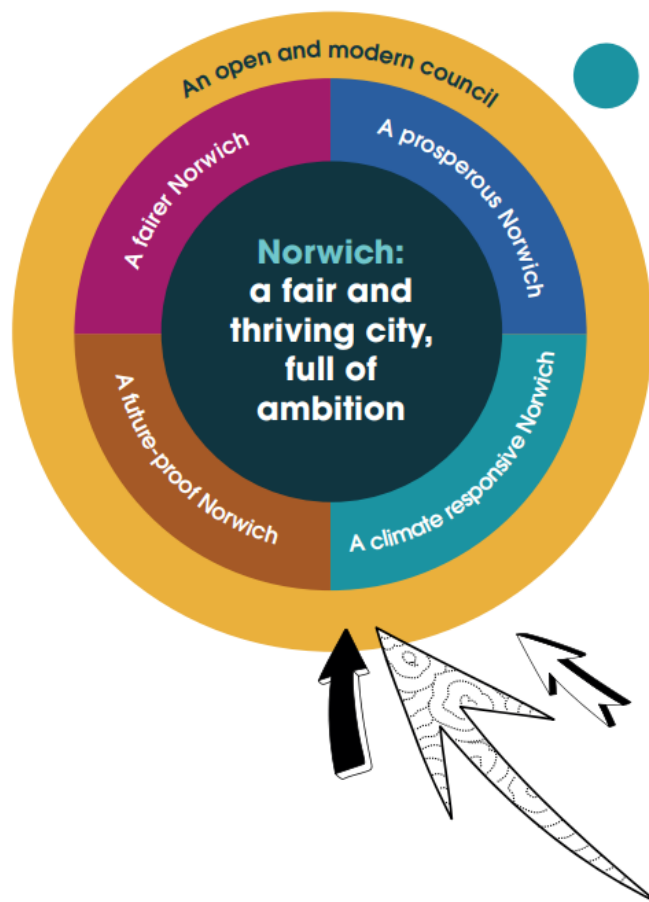 An open and modern council
A fairer Norwich
A prosperous Norwich
Norwich:
a fair and
thriving city,
full of
ambition
A future-proof Norwich
A climate responsive Norwich